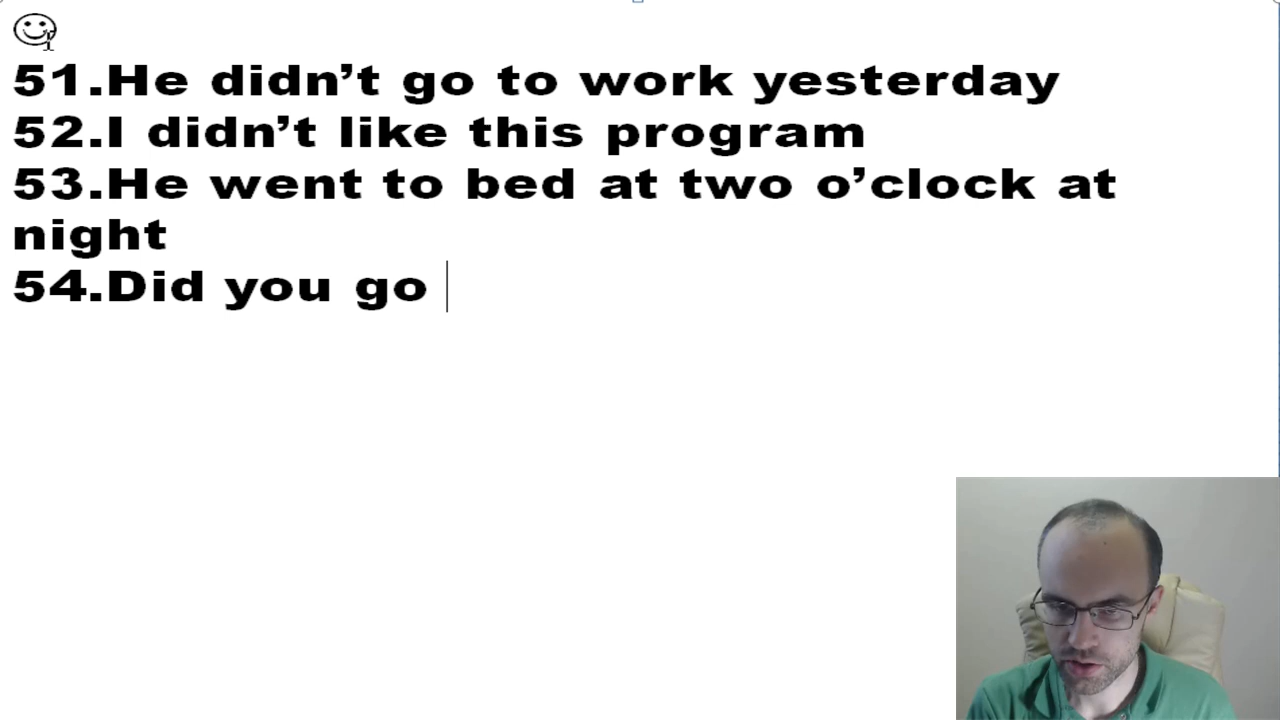 51.He didn’t go to work yesterday
52.I didn’t like this program
53.He went to bed at two o’clock at
night
54.Did you go